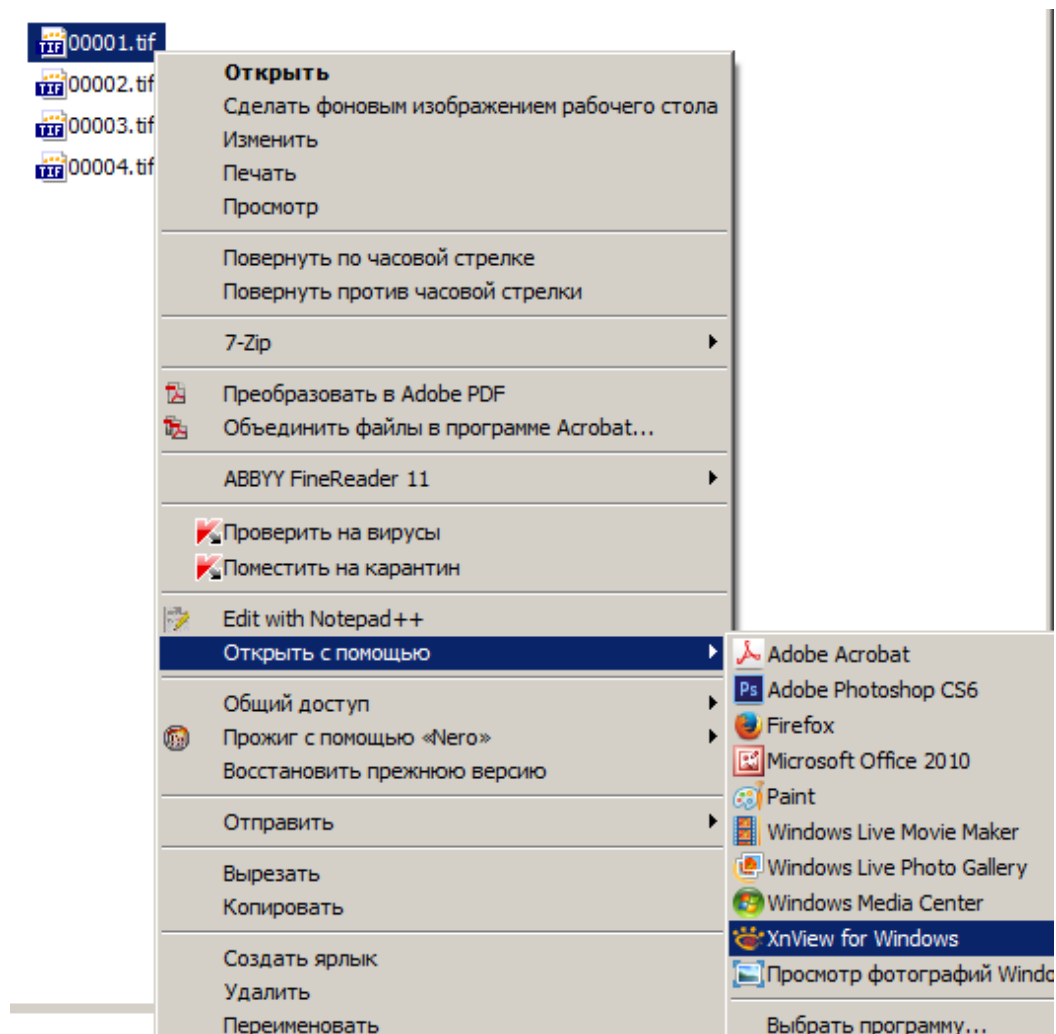 00001.tif
00002.tif
00003.tif
00004.tif
Открыть
Сделать фоновым изображением рабочего стола
Изменить
Печать
Просмотр
Повернуть по часовой стрелке
Повернуть против часовой стрелки
7-Zip
Преобразовать в Adobe PDF
Объединить файлы в программе Acrobat...
ABBYY FineReader 11
Проверить на вирусы
Поместить на карантин
Edit with Notepad++
Открыть с помощью
Общий доступ
Прожиг с помощью «Nero»
Восстановить прежнюю версию
Отправить
Вырезать
Копировать
Создать ярлык
Удалить
Переименовать
Adobe Acrobat
Adobe Photoshop CS6
Firefox
Microsoft Office 2010
Paint
Windows Live Movie Maker
Windows Live Photo Gallery
Windows Media Center
XnView for Windows
Просмотр фотографий Windo
Выбрать программу...